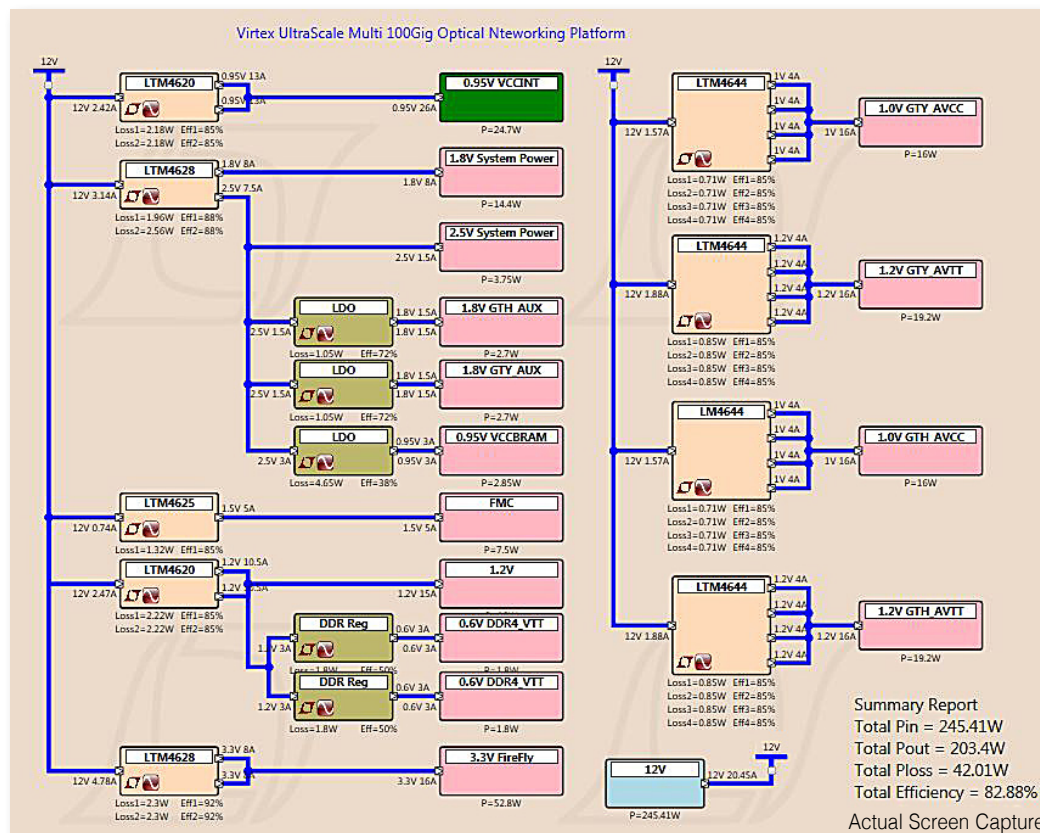 Virtex UltraScale Multi 100Gig Optical Nteworking Platform
12V
LTM4620
0.95V 13A
0.95V 13A
12V 2.42A
Loss1=2.18W Eff1=85%
Loss2=2.18W Eff2=85%
0.95V VCCINT
0.95V 26A
P=24.7W
LTM4628
1.8V 8A
2.5V 7.5A
12V 3.14A
Loss1=1.96W Eff1=88%
Loss2=2.56W Eff2=88%
1.8V System Power
1.8V 8A
P=14.4W
2.5V System Power
2.5V 1.5A
P=3.75W
LDO
2.5V 1.5A
1.8V 1.5A
1.8V 1.5A
Loss=1.05W Eff=72%
1.8V GTH_AUX
P=2.7W
LDO
2.5V 1.5A
1.8V 1.5A
1.8V 1.5A
Loss=1.05W Eff=72%
1.8V GTY_AUX
P=2.7W
LDO
2.5V 3A
0.95V 3A
0.95V 3A
Loss=4.65W Eff=38%
0.95V VCCBRAM
P=2.85W
LTM4625
1.5V 5A
12V 0.74A
Loss1=1.32W Eff1=85%
FMC
1.5V 5A
P=7.5W
LTM4620
1.2V 10.5A
1.2V
12V 2.47A
Loss1=2.22W Eff1=85%
Loss2=2.22W Eff2=85%
1.2V
1.2V 15A
DDR Reg
3A
0.6V 3A
0.6V 3A
Loss=1.8W Eff=50%
0.6V DDR4_VTT
P=1.8W
DDR Reg
1.2V 3A
0.6V 3A
0.6V 3A
Loss=1.8W Eff=50%
0.6V DDR4_VTT
P=1.8W
LTM4628
3.3V 8A
3.3V
12V 4.78A
Loss1=2.3W Eff1=92%
Loss2=2.3W Eff2=92%
3.3V FireFly
3.3V 16A
P=52.8W
12V
LTM4644
1V 4A
1V 4A
1V 4A
1V 4A
12V 1.57A
Loss1=0.71W Eff1=85%
Loss2=0.71W Eff2=85%
Loss3=0.71W Eff3=85%
Loss4=0.71W Eff4=85%
1.0V GTY_AVCC
1V 16A
P=16W
LTM4644
1.2V 4A
1.2V 4A
1.2V 4A
1.2V 4A
12V 1.88A
Loss1=0.85W Eff1=85%
Loss2=0.85W Eff2=85%
Loss3=0.85W Eff3=85%
Loss4=0.85W Eff4=85%
1.2V GTY_AVTT
1.2V 16A
P=19.2W
LM4644
1V 4A
1V 4A
1V 4A
1V 4A
12V 1.57A
Loss1=0.71W Eff1=85%
Loss2=0.71W Eff2=85%
Loss3=0.71W Eff3=85%
Loss4=0.71W Eff4=85%
1.0V GTH_AVCC
1V 16A
P=16W
LTM4644
1.2V 4A
1.2V 4A
1.2V 4A
1.2V 4A
12V 1.88A
Loss1=0.85W Eff1=85%
Loss2=0.85W Eff2=85%
Loss3=0.85W Eff3=85%
Loss4=0.85W Eff4=85%
1.2V GTH_AVTT
1.2V 16A
P=19.2W
12V
12V 20.45A
P=245.41W
12V
Summary Report
Total Pin = 245.41W
Total Pout = 203.4W
Total Ploss = 42.01W
Total Efficiency = 82.88%
Actual Screen Capture